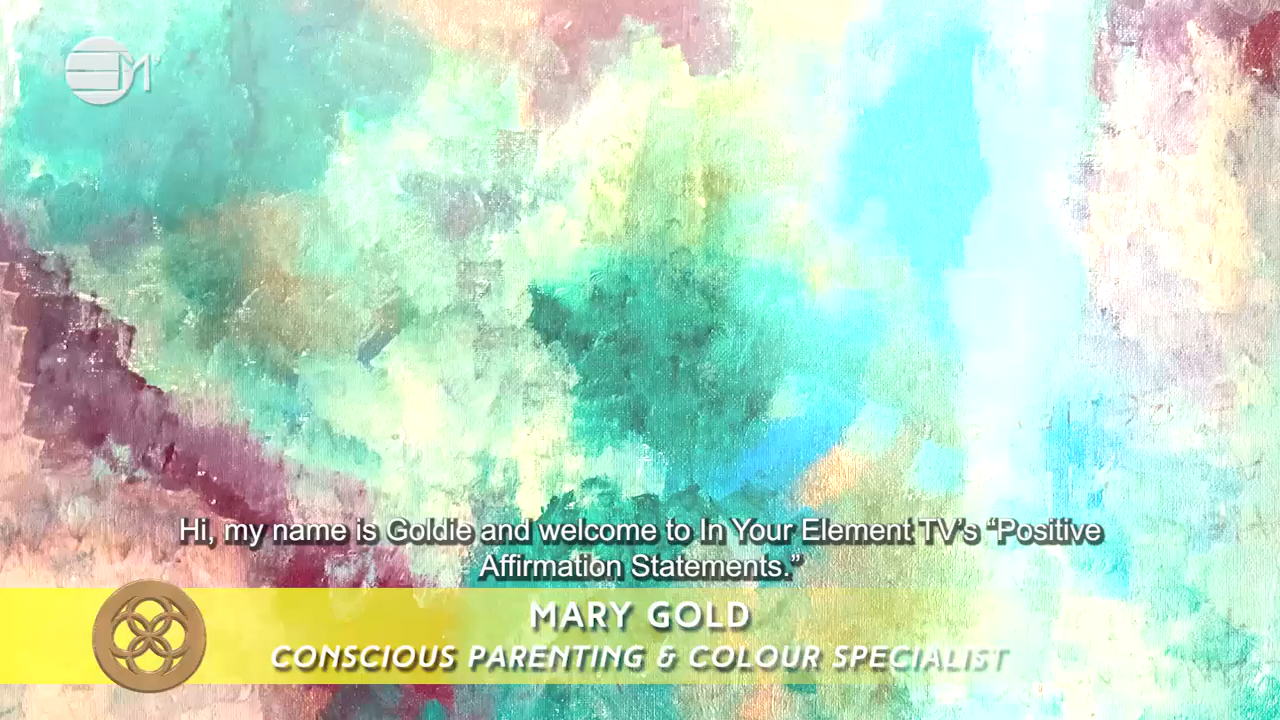 Hi, my name is Goldie and welcome to In Your Element TV's “Positive
Affirmation Statements.”
MARY GOLD
CONSCIOUS PARENTING & COLOUR SPECIALIST